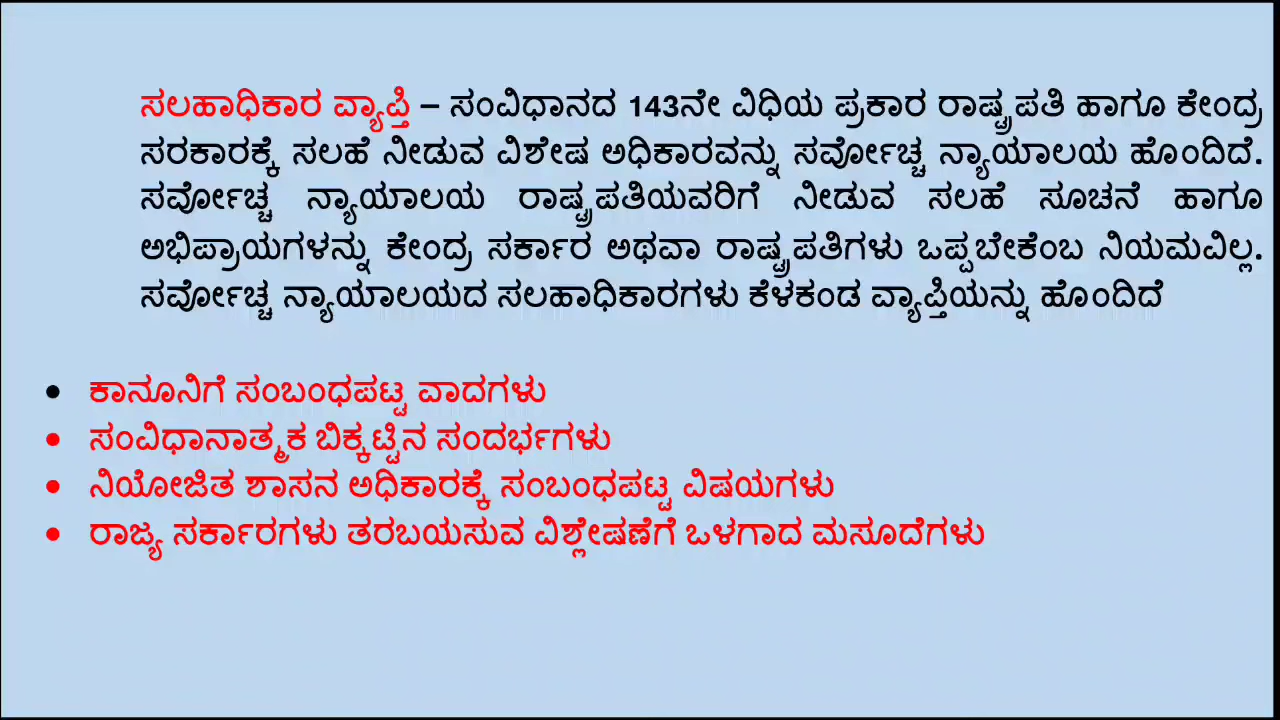 ಸಲಹಾಧಿಕಾರ ವ್ಯಾಪ್ತಿ – ಸಂವಿಧಾನದ 143ನೇ ವಿಧಿಯ ಪ್ರಕಾರ ರಾಷ್ಟ್ರಪತಿ ಹಾಗೂ ಕೇಂದ್ರ
ಸರಕಾರಕ್ಕೆ ಸಲಹೆ ನೀಡುವ ವಿಶೇಷ ಅಧಿಕಾರವನ್ನು ಸರ್ವೋಚ್ಚ ನ್ಯಾಯಾಲಯ ಹೊಂದಿದೆ.
ಸರ್ವೋಚ್ಚ ನ್ಯಾಯಾಲಯ ರಾಷ್ಟ್ರಪತಿಯವರಿಗೆ ನೀಡುವ ಸಲಹೆ ಸೂಚನೆ ಹಾಗೂ
ಅಭಿಪ್ರಾಯಗಳನ್ನು ಕೇಂದ್ರ ಸರ್ಕಾರ ಅಥವಾ ರಾಷ್ಟ್ರಪತಿಗಳು ಒಪ್ಪಬೇಕೆಂಬ ನಿಯಮವಿಲ್ಲ.
ಸರ್ವೋಚ್ಚ ನ್ಯಾಯಾಲಯದ ಸಲಹಾಧಿಕಾರಗಳು ಕೆಳಕಂಡ ವ್ಯಾಪ್ತಿಯನ್ನು ಹೊಂದಿದೆ
• ಕಾನೂನಿಗೆ ಸಂಬಂಧಪಟ್ಟ ವಾದಗಳು
• ಸಂವಿಧಾನಾತ್ಮಕ ಬಿಕ್ಕಟ್ಟಿನ ಸಂದರ್ಭಗಳು
• ನಿಯೋಜಿತ ಶಾಸನ ಅಧಿಕಾರಕ್ಕೆ ಸಂಬಂಧಪಟ್ಟ ವಿಷಯಗಳು
• ರಾಜ್ಯ ಸರ್ಕಾರಗಳು ತರಬಯಸುವ ವಿಶ್ಲೇಷಣೆಗೆ ಒಳಗಾದ ಮಸೂದೆಗಳು